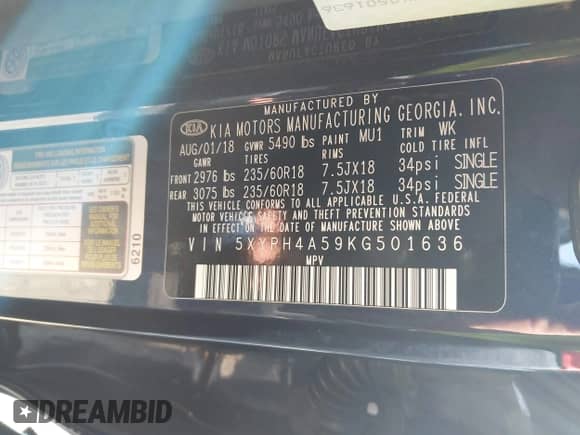 MANUFACTURED BY
KIA KIA MOTORS MANUFACTURING GEORGIA, INC.
AUG/01/18 GVWR 5490 lbs PAINT MU1 TRIM WK
GAWR TIRES RIMS COLD TIRE INFL
FRONT 2976 lbs 235/60R18 7.5JX18 34psi SINGLE
REAR 3075 lbs 235/60R18 7.5JX18 34psi SINGLE
THIS VEHICLE CONFORMS TO ALL APPLICABLE U.S.A. FEDERAL
MOTOR VEHICLE SAFETY AND THEFT PREVENTION STANDARDS
IN EFFECT ON THE DATE OF MANUFACTURE SHOWN ABOVE.
VIN 5XYPH4A59KG501636
MPV
6210
DREAMBID